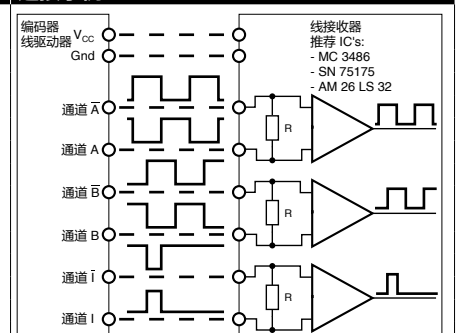 编码器
线驱动器 VCC
Gnd
线接收器
推荐 IC's:
- MC 3486
- SN 75175
- AM 26 LS 32
通道 A̅
R
通道 A
通道 B̅
R
通道 B
通道 I̅
R
通道 I